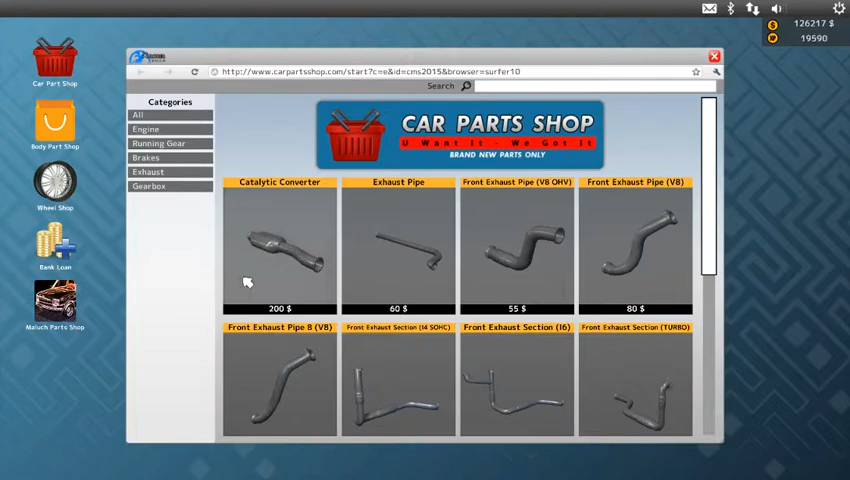 126217 $
19590
http://www.carpartsshop.com/start?c=e&id=cms2015&browser=surfer10
Search
Categories
All
Engine
Running Gear
Brakes
Exhaust
Gearbox
CAR PARTS SHOP
U Want It - We Got It
BRAND NEW PARTS ONLY
Catalytic Converter
Exhaust Pipe
Front Exhaust Pipe (V8 OHV)
Front Exhaust Pipe (V8)
200 $
60 $
55 $
80 $
Front Exhaust Pipe B (V8)
Front Exhaust Section (I4 SOHC)
Front Exhaust Section (I6)
Front Exhaust Section (TURBO)
Car Part Shop
Body Part Shop
Wheel Shop
Bank Loan
Maluch Parts Shop